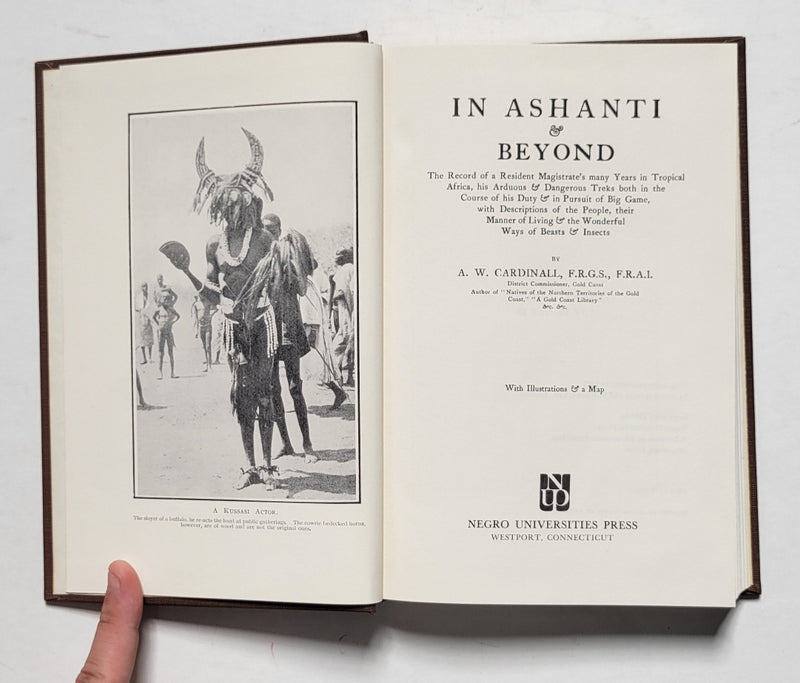 A KUSSASI ACTOR.
The slayer of a buffalo, he re-acts the hunt at public gatherings. The cowrie bedecked horns,
however, are of wood and are not the original ones.
IN ASHANTI
&
BEYOND
The Record of a Resident Magistrate's many Years in Tropical
Africa, his Arduous & Dangerous Treks both in the
Course of his Duty & in Pursuit of Big Game,
with Descriptions of the People, their
Manner of Living & the Wonderful
Ways of Beasts & Insects
BY
A. W. CARDINALL, F.R.G.S., F.R.A.I.
District Commissioner, Gold Coast
Author of "Natives of the Northern Territories of the Gold
Coast," "A Gold Coast Library"
&c. &c.
With Illustrations & a Map
NUP
NEGRO UNIVERSITIES PRESS
WESTPORT, CONNECTICUT